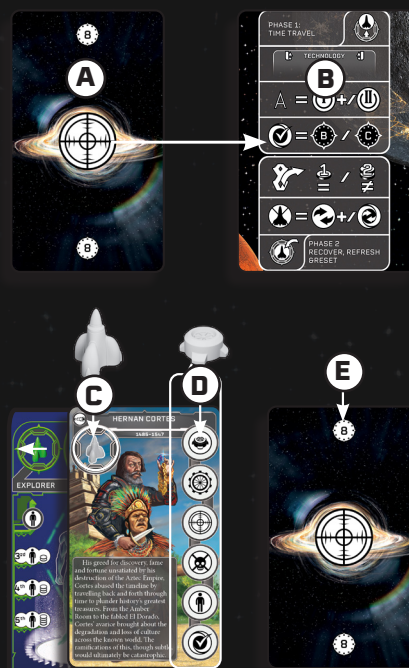 8
A
8
PHASE 1:
TIME TRAVEL
TECHNOLOGY
B
A = +/
= B / C
1 / 2
= ≠
= +/
PHASE 2
RECOVER, REFRESH
&RESET
C
D
E
HERNAN CORTES
1485-1547
EXPLORER
3RD
4TH
5TH
His greed for discovery, fame
and fortune unsatiated by his
destruction of the Aztec Empire,
Cortes abused the timeline by
travelling back and forth through
time to plunder history's greatest
treasures. From the Amber
Room to the fabled El Dorado,
Cortes' avarice brought about the
degradation and loss of culture
across the known world. The
ramifications of this, though subtle,
would ultimately be catastrophic.
8
8